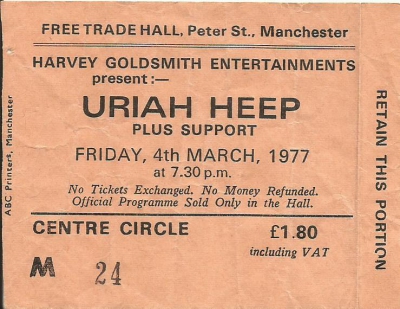 FREE TRADE HALL, Peter St., Manchester
HARVEY GOLDSMITH ENTERTAINMENTS
present :—
URIAH HEEP
PLUS SUPPORT
FRIDAY, 4th MARCH, 1977
at 7.30 p.m.
No Tickets Exchanged. No Money Refunded.
Official Programme Sold Only in the Hall.
CENTRE CIRCLE £1.80
including VAT
M 24
ABC Printers, Manchester
RETAIN THIS PORTION